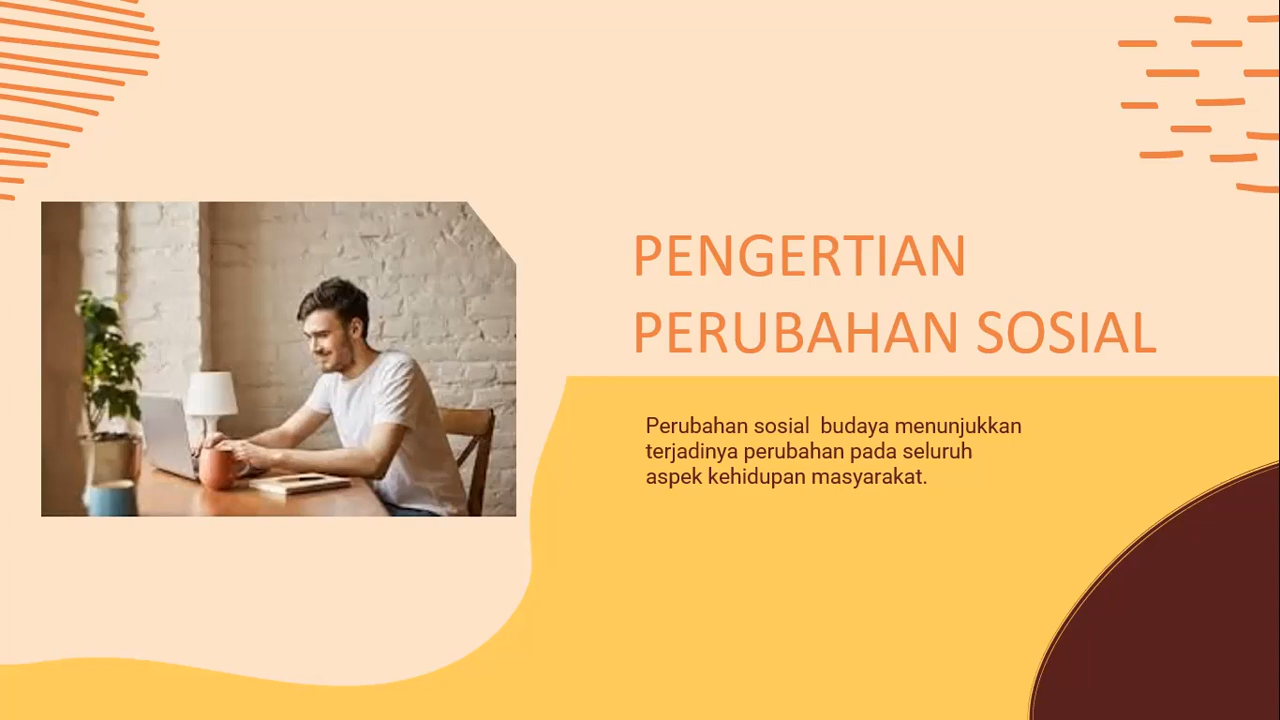 PENGERTIAN
PERUBAHAN SOSIAL
Perubahan sosial  budaya menunjukkan
terjadinya perubahan pada seluruh
aspek kehidupan masyarakat.